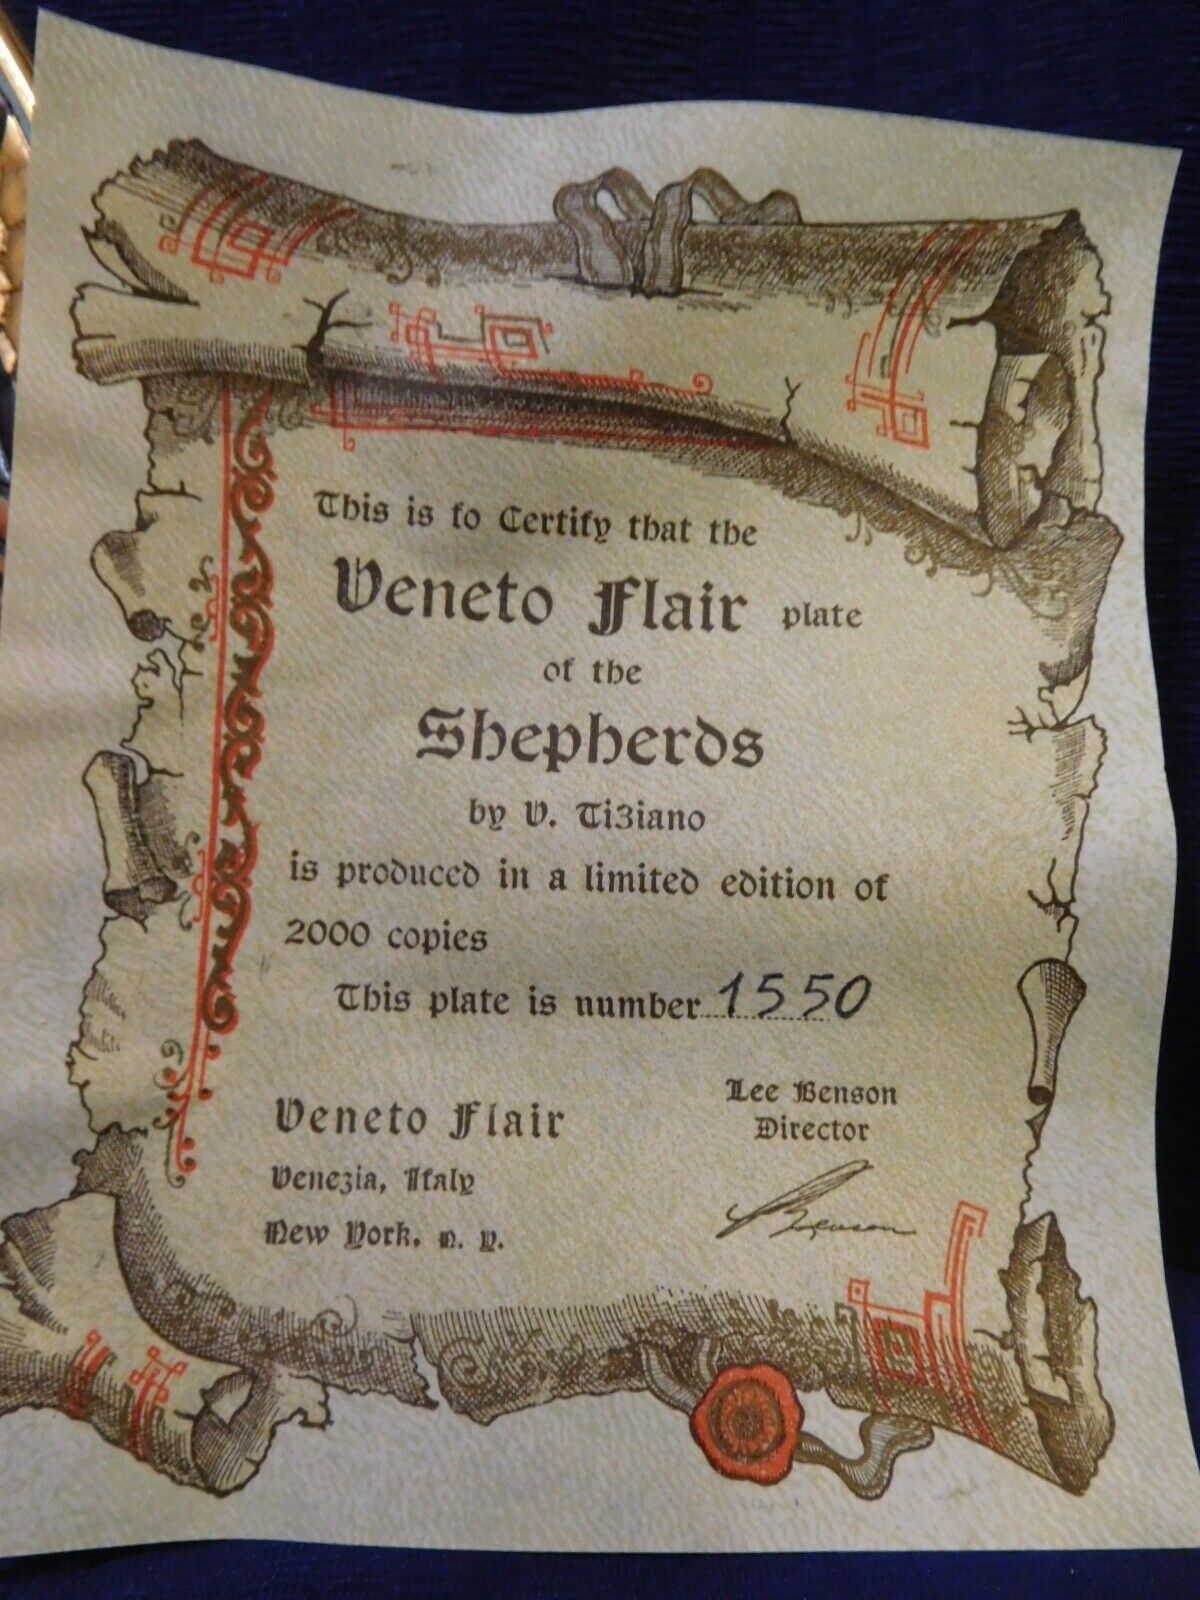 This is to Certify that the
Veneto Flair plate
of the
Shepherds
by V. Tiziano
is produced in a limited edition of
2000 copies
This plate is number 1550
Lee Benson
Director
Veneto Flair
Venezia, Italy
New York. n. y.
Benson